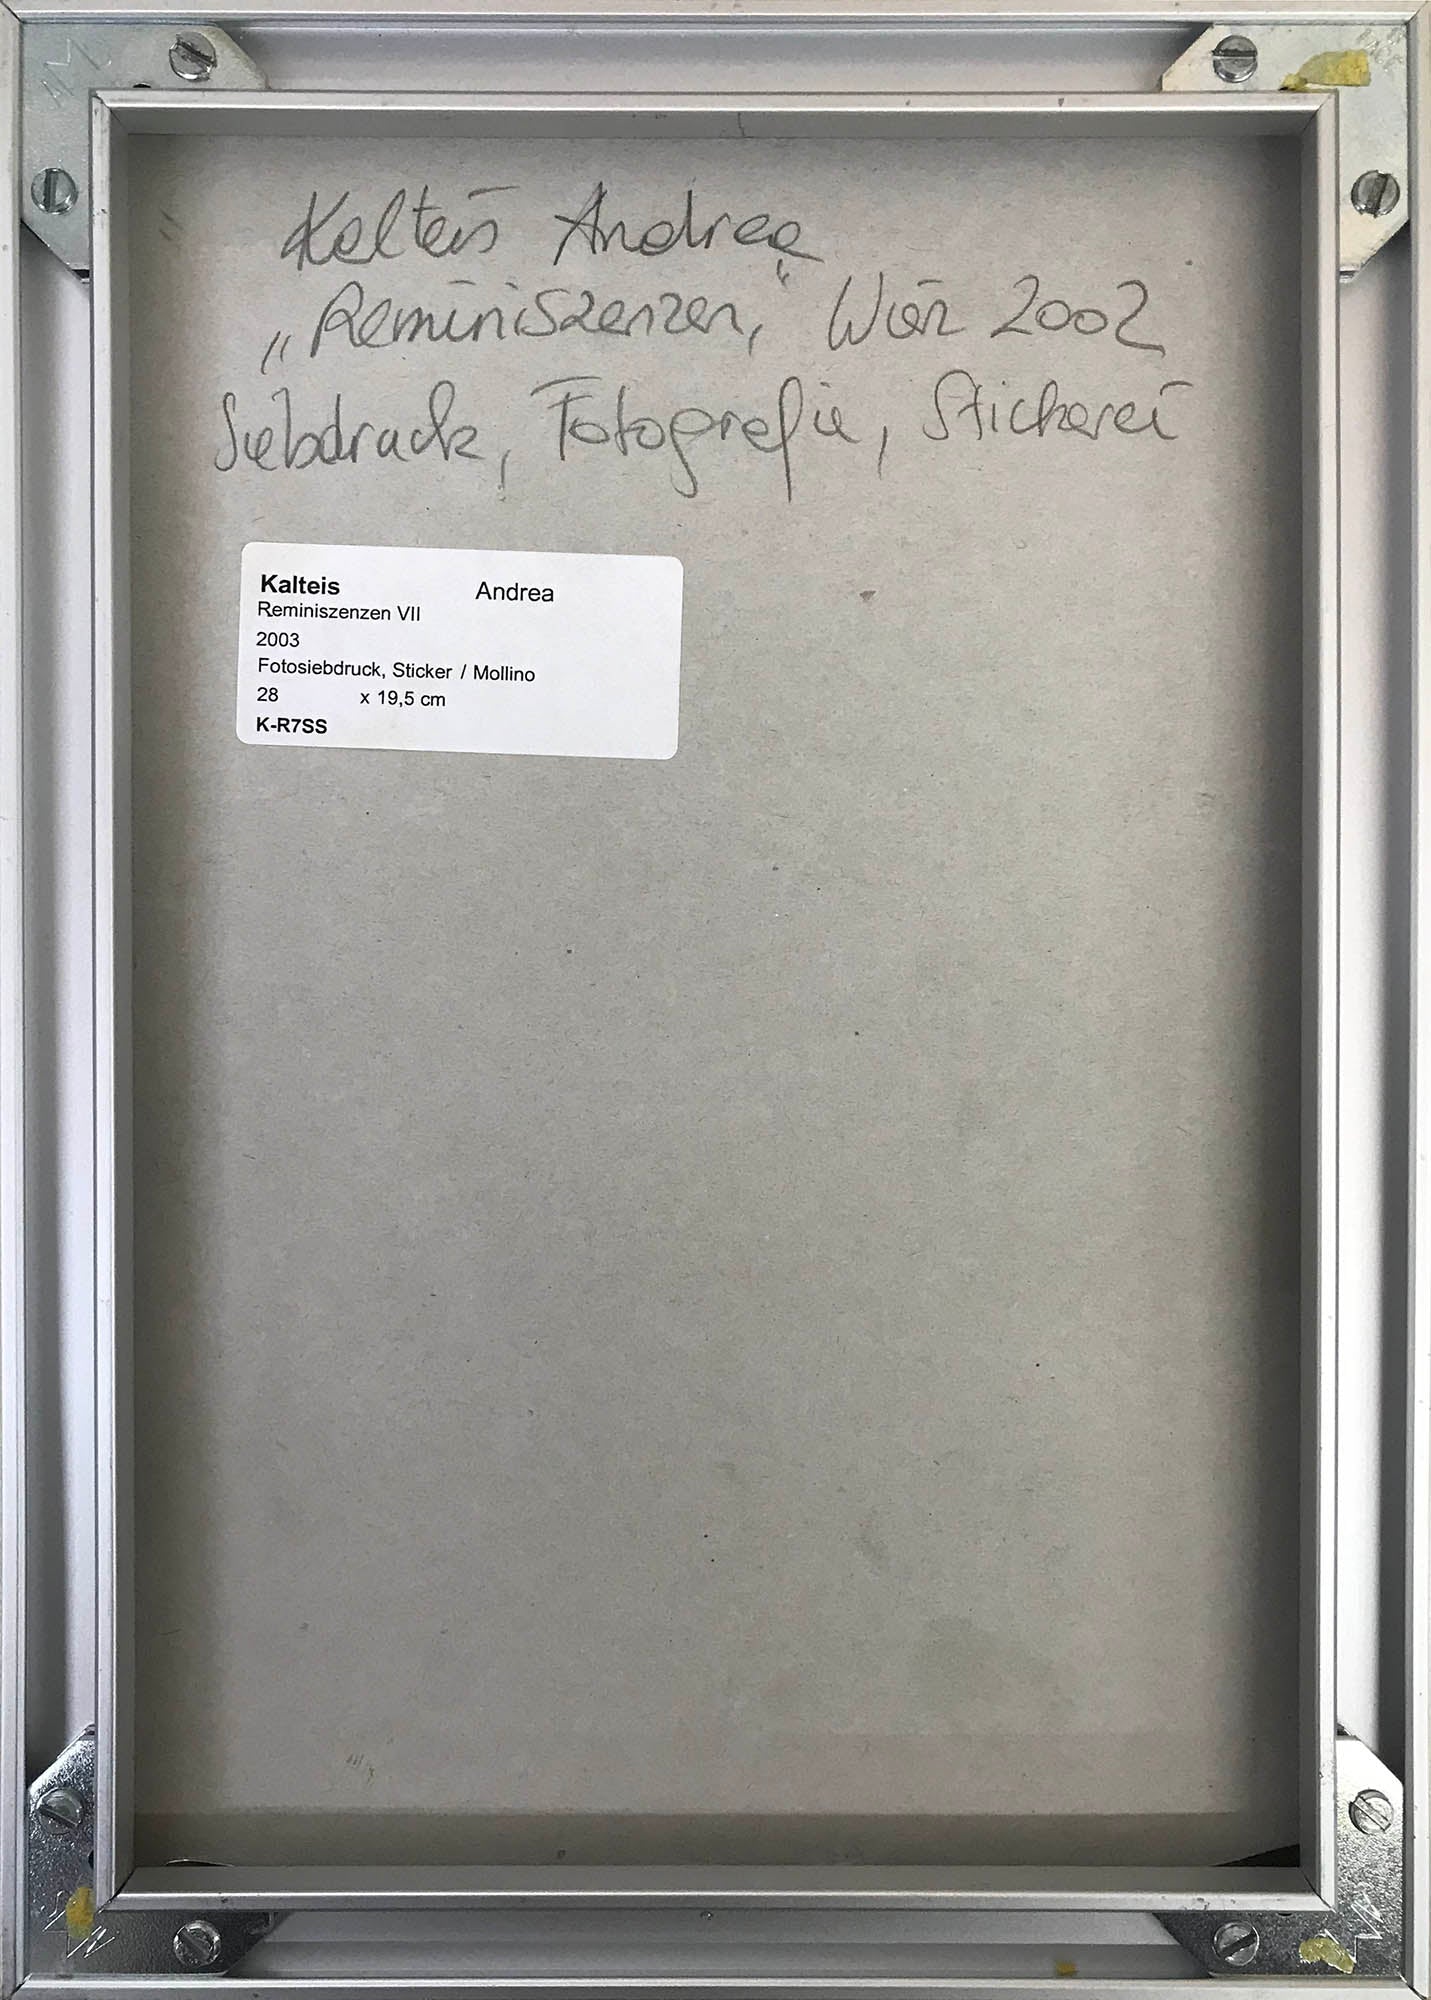 Kalteis Andrea
„Reminiszenzen,“ Wien 2002
Siebdruck, Fotografie, Stickerei
Kalteis Andrea
Reminiszenzen VII
2003
Fotosiebdruck, Sticker / Mollino
28 x 19,5 cm
K-R7SS